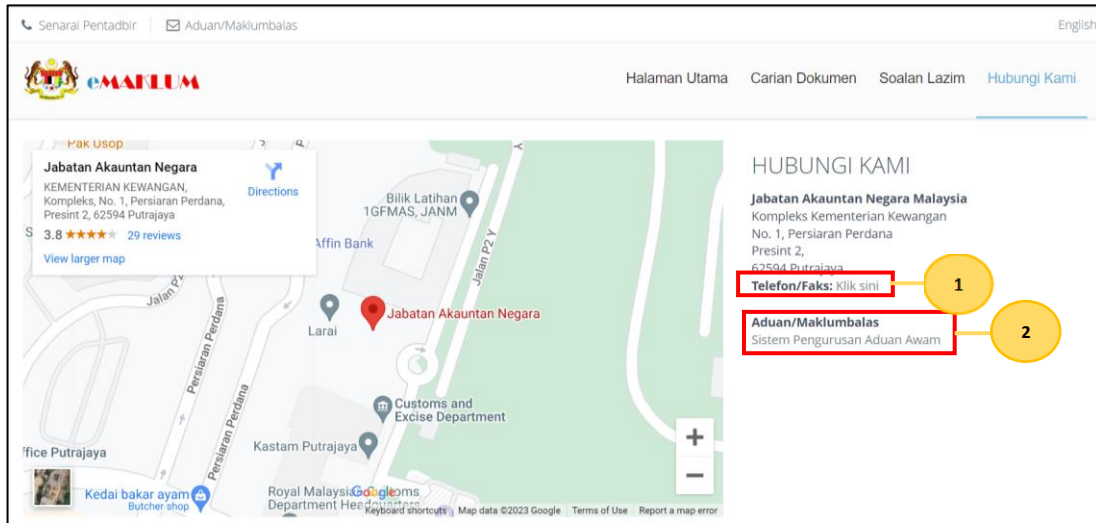 Senarai Pentadbir
Aduan/Maklumbalas
English
eMAKLUM
Halaman Utama
Carian Dokumen
Soalan Lazim
Hubungi Kami
Pak Usop
Jabatan Akauntan Negara
KEMENTERIAN KEWANGAN,
Kompleks, No. 1, Persiaran Perdana,
Presint 2, 62594 Putrajaya
3.8 ★★★★★ 29 reviews
View larger map
Directions
Bilik Latihan
1GFMAS, JANM
Affin Bank
Jalan P2 Y
Jalan
Persiaran Perdana
Larai
Jabatan Akauntan Negara
Persiaran Perdana
Customs and
Excise Department
Kastam Putrajaya
ffice Putrajaya
Kedai bakar ayam
Butcher shop
Royal Malaysia
Department
Google
Keyboard shortcuts
Map data ©2023 Google
Terms of Use
Report a map error
+
−
HUBUNGI KAMI
Jabatan Akauntan Negara Malaysia
Kompleks Kementerian Kewangan
No. 1, Persiaran Perdana
Presint 2,
62594 Putrajaya
Telefon/Faks: Klik sini
1
Aduan/Maklumbalas
Sistem Pengurusan Aduan Awam
2